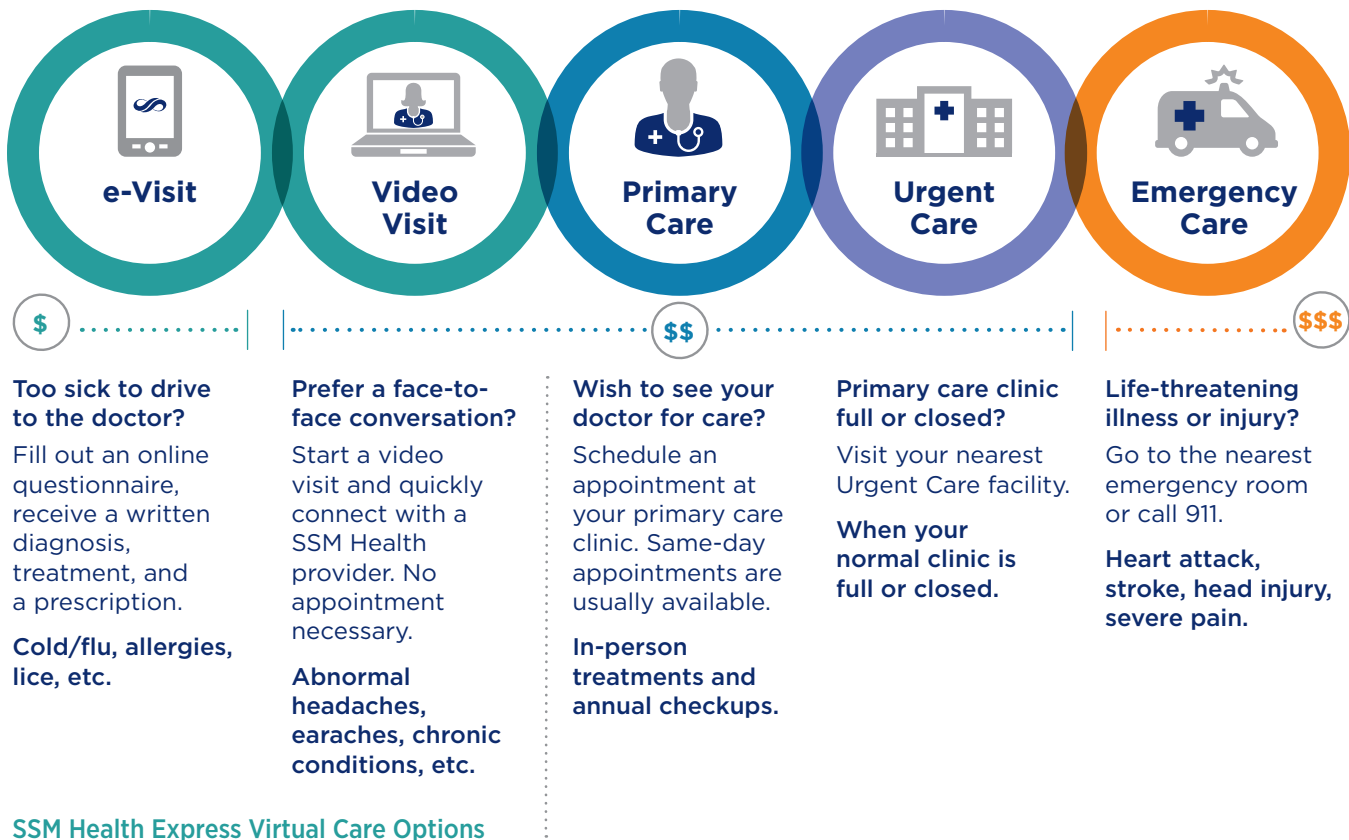 e-Visit
Video
Visit
Primary
Care
Urgent
Care
Emergency
Care
$
$$
$$$
Too sick to drive
to the doctor?
Fill out an online
questionnaire,
receive a written
diagnosis,
treatment, and
a prescription.
Cold/flu, allergies,
lice, etc.
Prefer a face-to-
face conversation?
Start a video
visit and quickly
connect with a
SSM Health
provider. No
appointment
necessary.
Abnormal
headaches,
earaches, chronic
conditions, etc.
Wish to see your
doctor for care?
Schedule an
appointment at
your primary care
clinic. Same-day
appointments are
usually available.
In-person
treatments and
annual checkups.
Primary care clinic
full or closed?
Visit your nearest
Urgent Care facility.
When your
normal clinic is
full or closed.
Life-threatening
illness or injury?
Go to the nearest
emergency room
or call 911.
Heart attack,
stroke, head injury,
severe pain.
SSM Health Express Virtual Care Options